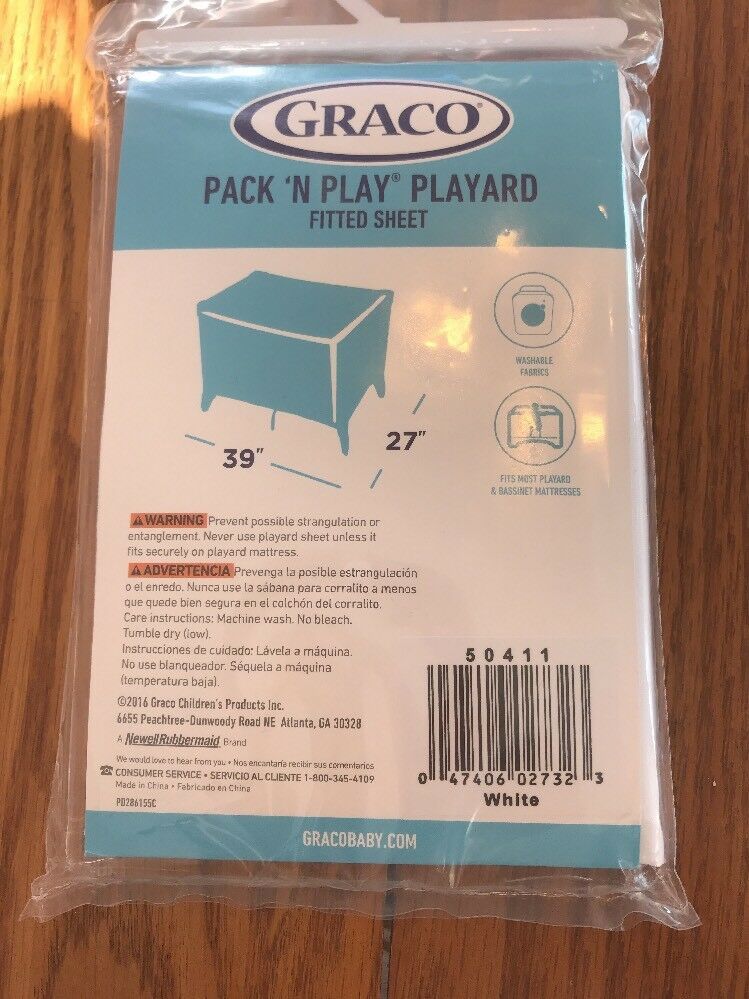 GRACO®
PACK 'N PLAY® PLAYARD
FITTED SHEET
WASHABLE
FABRICS
39"
27"
FITS MOST PLAYARD
& BASSINET MATTRESSES
⚠WARNING Prevent possible strangulation or
entanglement. Never use playard sheet unless it
fits securely on playard mattress.
⚠ADVERTENCIA Prevenga la posible estrangulación
o el enredo. Nunca use la sábana para corralito a menos
que quede bien segura en el colchón del corralito.
Care instructions: Machine wash. No bleach.
Tumble dry (low).
Instrucciones de cuidado: Lávela a máquina.
No use blanqueador. Séquela a máquina
(temperatura baja).
©2016 Graco Children's Products Inc.
6655 Peachtree-Dunwoody Road NE Atlanta, GA 30328
A NewellRubbermaid Brand
We would love to hear from you • Nos encantaría recibir sus comentarios
☎ CONSUMER SERVICE • SERVICIO AL CLIENTE 1-800-345-4109
Made in China • Fabricado en China
PD286155C
50411
0 47406 02732 3
White
GRACOBABY.COM